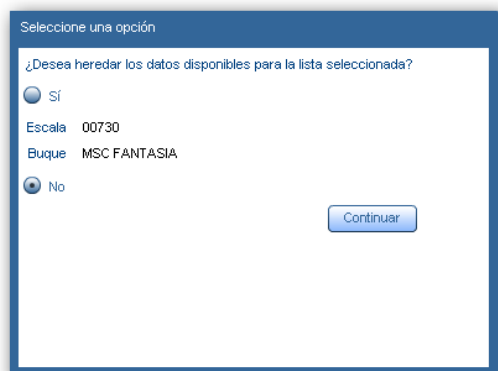 Seleccione una opción
¿Desea heredar los datos disponibles para la lista seleccionada?
Sí
Escala 00730
Buque MSC FANTASIA
No
Continuar